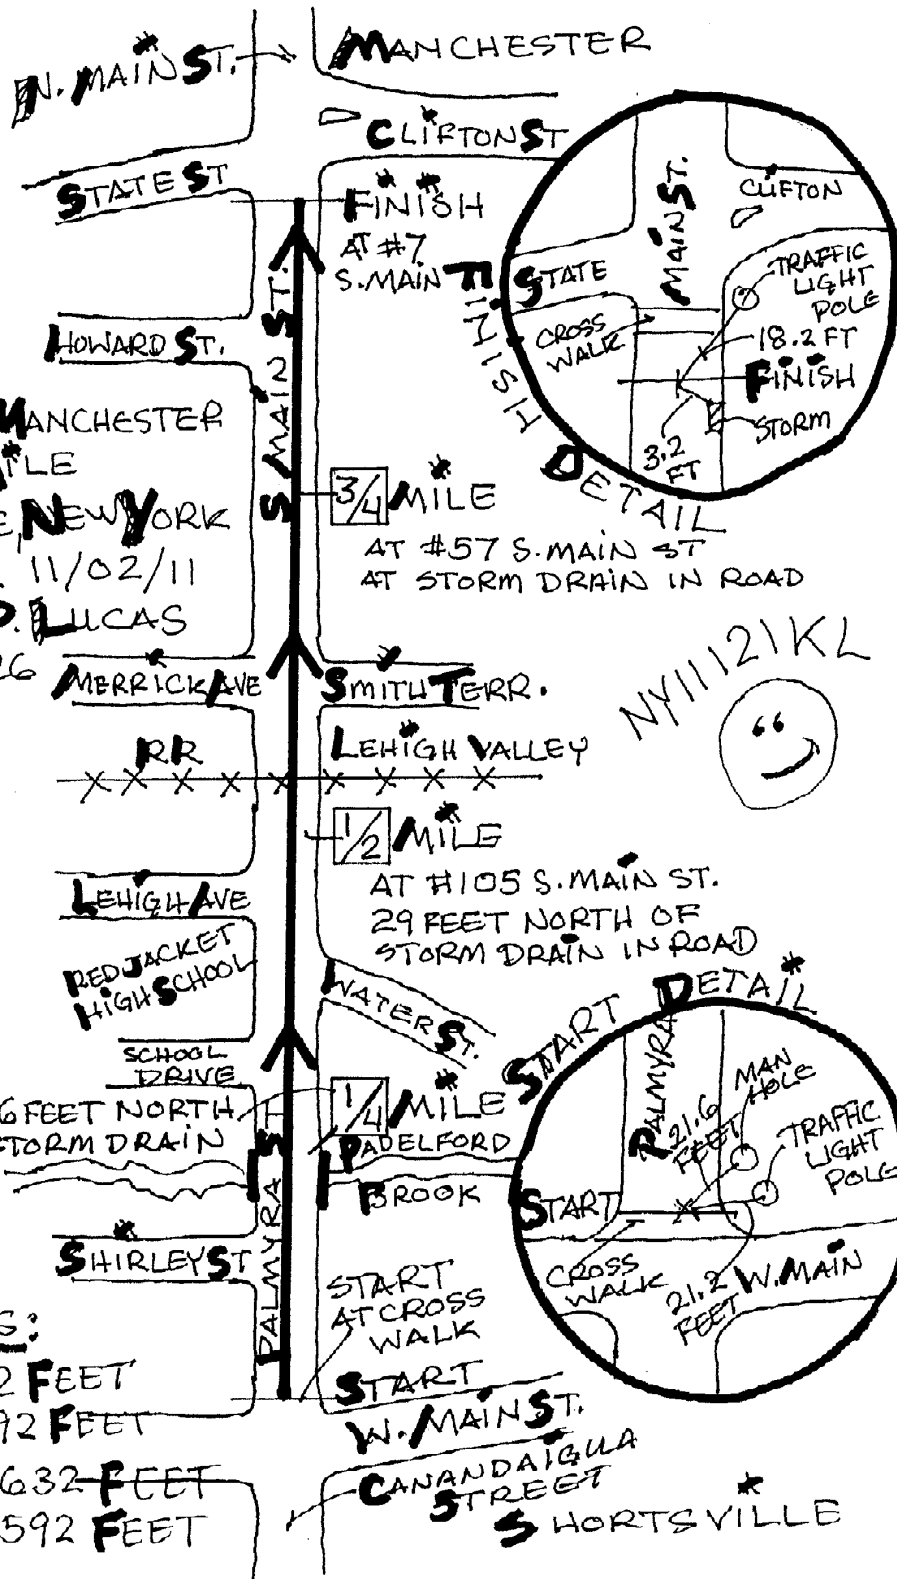 N. MAIN ST.
MANCHESTER
CLIFTON ST
STATE ST
FINISH
AT #7
S. MAIN
HOWARD ST.
S MAIN ST.
FINISH DETAIL
MAIN ST.
CLIFTON
STATE
TRAFFIC
LIGHT
POLE
CROSS
WALK
18.2 FT
FINISH
STORM
3.2
FT
MANCHESTER
MILE
E, NEW YORK
11/02/11
D. LUCAS
26
3/4 MILE
AT #57 S. MAIN ST
AT STORM DRAIN IN ROAD
NY11121KL
MERRICK AVE
SMITH TERR.
RR
LEHIGH VALLEY
1/2 MILE
AT #105 S. MAIN ST.
29 FEET NORTH OF
STORM DRAIN IN ROAD
LEHIGH AVE
RED JACKET
HIGH SCHOOL
WATER ST.
SCHOOL
DRIVE
1/4 MILE
6 FEET NORTH
STORM DRAIN
PADELFORD
BROOK
PALMYRA ST
SHIRLEY ST
START
AT CROSS
WALK
START
W. MAIN ST.
CANANDAIGUA
STREET
SHORTSVILLE
START DETAIL
PALMYRA
MAN
HOLE
21.6
FEET
TRAFFIC
LIGHT
POLE
START
CROSS
WALK
21.2
FEET
W. MAIN
S:
2 FEET
92 FEET
632 FEET
592 FEET